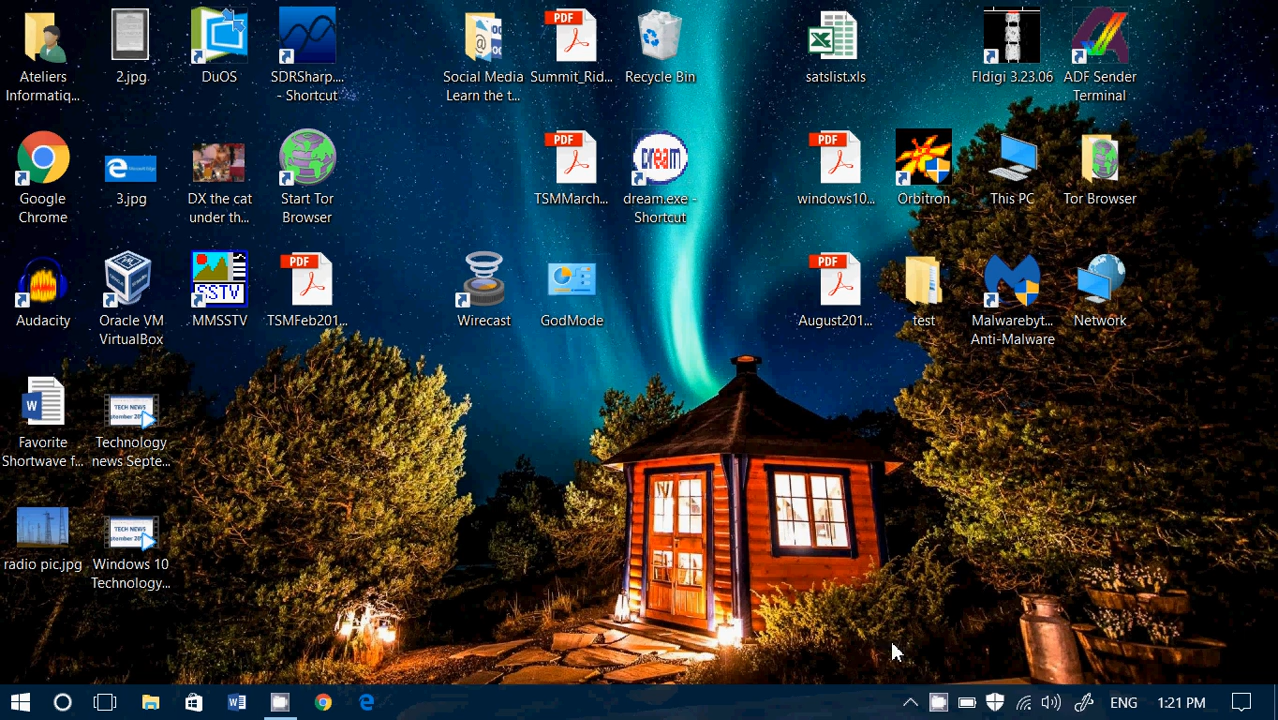 Ateliers
Informatiq...
2.jpg
DuOS
SDRSharp....
- Shortcut
Social Media
Learn the t...
PDF
Summit_Rid...
Recycle Bin
satslist.xls
Fldigi 3.23.06
ADF Sender
Terminal
Google
Chrome
3.jpg
DX the cat
under th...
Start Tor
Browser
PDF
TSMMarch...
dream
dream.exe -
Shortcut
PDF
windows10...
Orbitron
This PC
Tor Browser
Audacity
Oracle VM
VirtualBox
SSTV
MMSSTV
PDF
TSMFeb201...
Wirecast
GodMode
PDF
August201...
test
Malwarebyt...
Anti-Malware
Network
W
Favorite
Shortwave f...
TECH NEWS
Technology
news Septe...
radio pic.jpg
TECH NEWS
Windows 10
Technology...
ENG
1:21 PM